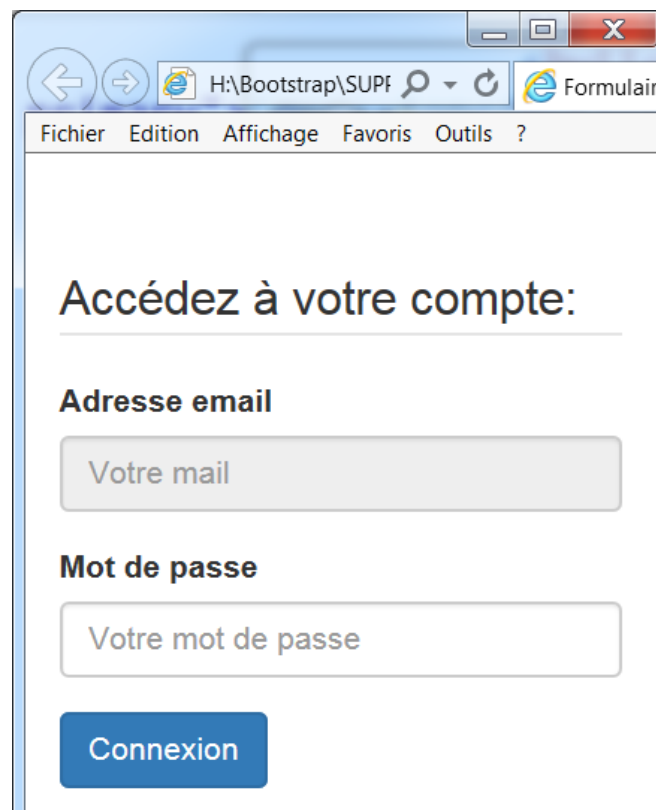 H:\Bootstrap\SUPF
Formulair
Fichier Edition Affichage Favoris Outils ?
Accédez à votre compte:
Adresse email
Votre mail
Mot de passe
Votre mot de passe
Connexion